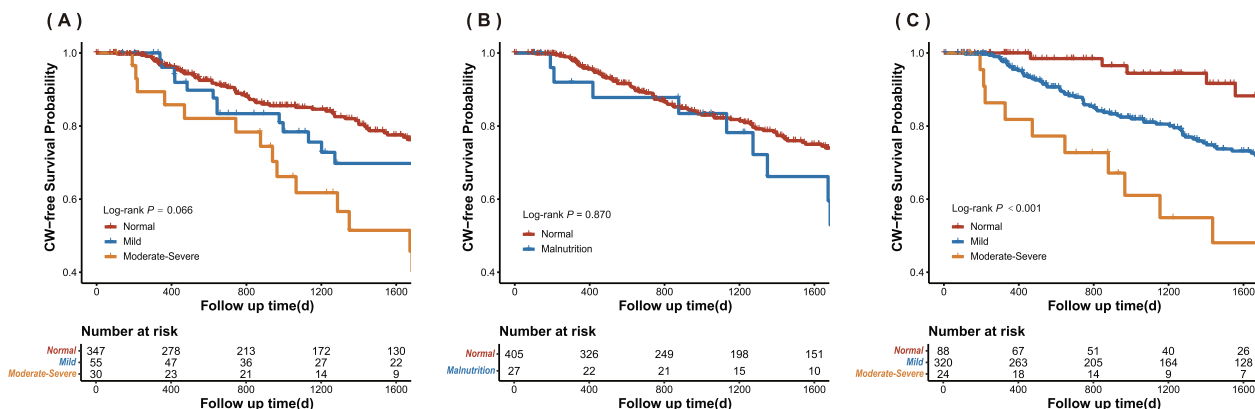 ( A )
CW−free Survival Probability
1.0
0.8
0.6
0.4
Log-rank P = 0.066
Normal
Mild
Moderate-Severe
0 400 800 1200 1600
Follow up time(d)
Number at risk
Normal 347 278 213 172 130
Mild 55 47 36 27 22
Moderate-Severe 30 23 21 14 9
0 400 800 1200 1600
Follow up time(d)
( B )
CW−free Survival Probability
1.0
0.8
0.6
0.4
Log-rank P = 0.870
Normal
Malnutrition
0 400 800 1200 1600
Follow up time(d)
Number at risk
Normal 405 326 249 198 151
Malnutrition 27 22 21 15 10
0 400 800 1200 1600
Follow up time(d)
( C )
CW−free Survival Probability
1.0
0.8
0.6
0.4
Log-rank P <0.001
Normal
Mild
Moderate-Severe
0 400 800 1200 1600
Follow up time(d)
Number at risk
Normal 88 67 51 40 26
Mild 320 263 205 164 128
Moderate-Severe 24 18 14 9 7
0 400 800 1200 1600
Follow up time(d)